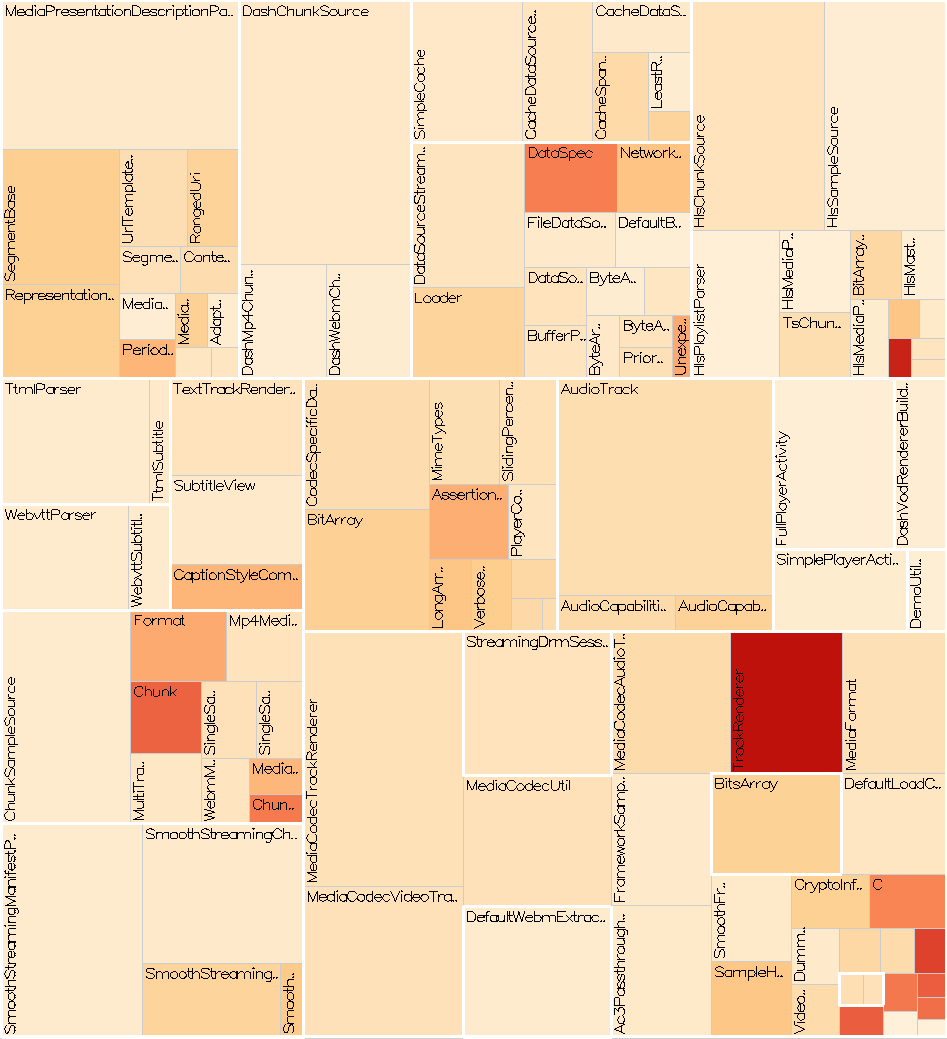 MediaPresentationDescriptionPa..
DashChunkSource
SimpleCache
CacheDataSource..
CacheDataS..
CacheSpan..
LeastR..
HlsChunkSource
HlsSampleSource
SegmentBase
UriTemplate..
RangedUri
Segme..
Conte..
Representation..
Media..
Media..
Adapt..
Period..
DashMp4Chun..
DashWebmCh..
DataSourceStream..
DataSpec
Network..
FileDataSo..
DefaultB..
DataSo..
ByteA..
Loader
BufferP..
ByteAr..
ByteA..
Prior..
Unexpe..
HlsPlaylistParser
HlsMediaP..
BitArray..
HlsMast..
TsChun..
HlsMediaP..
TtmlParser
TtmlSubtitle
TextTrackRender..
SubtitleView
WebvttParser
WebvttSubtitl..
CaptionStyleCom..
CodecSpecificDa..
MimeTypes
SlidingPercen..
BitArray
Assertion..
PlayerCo..
LongArr..
Verbose..
AudioTrack
AudioCapabiliti..
AudioCapab..
FullPlayerActivity
DashVodRendererBuild..
SimplePlayerActi..
DemoUtil..
ChunkSampleSource
Format
Mp4Medi..
Chunk
SingleSa..
SingleSa..
MultiTra..
WebmM..
Media..
Chun..
MediaCodecTrackRenderer
StreamingDrmSess..
MediaCodecAudioT..
TrackRenderer
MediaFormat
MediaCodecUtil
FrameworkSamp..
BitsArray
DefaultLoadC..
SmoothStreamingManifestP..
SmoothStreamingCh..
SmoothStreaming..
Smooth..
MediaCodecVideoTra..
DefaultWebmExtrac..
Ac3Passthrough..
SmoothFr..
CryptoInf..
C
Dumm..
SampleH..
Video..